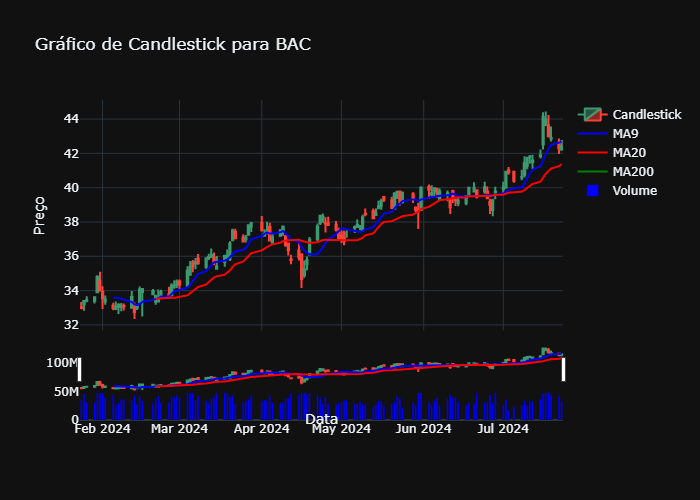 Gráfico de Candlestick para BAC
44
42
40
38
36
34
32
Preço
Candlestick
MA9
MA20
MA200
Volume
100M
50M
0
Data
Feb 2024
Mar 2024
Apr 2024
May 2024
Jun 2024
Jul 2024